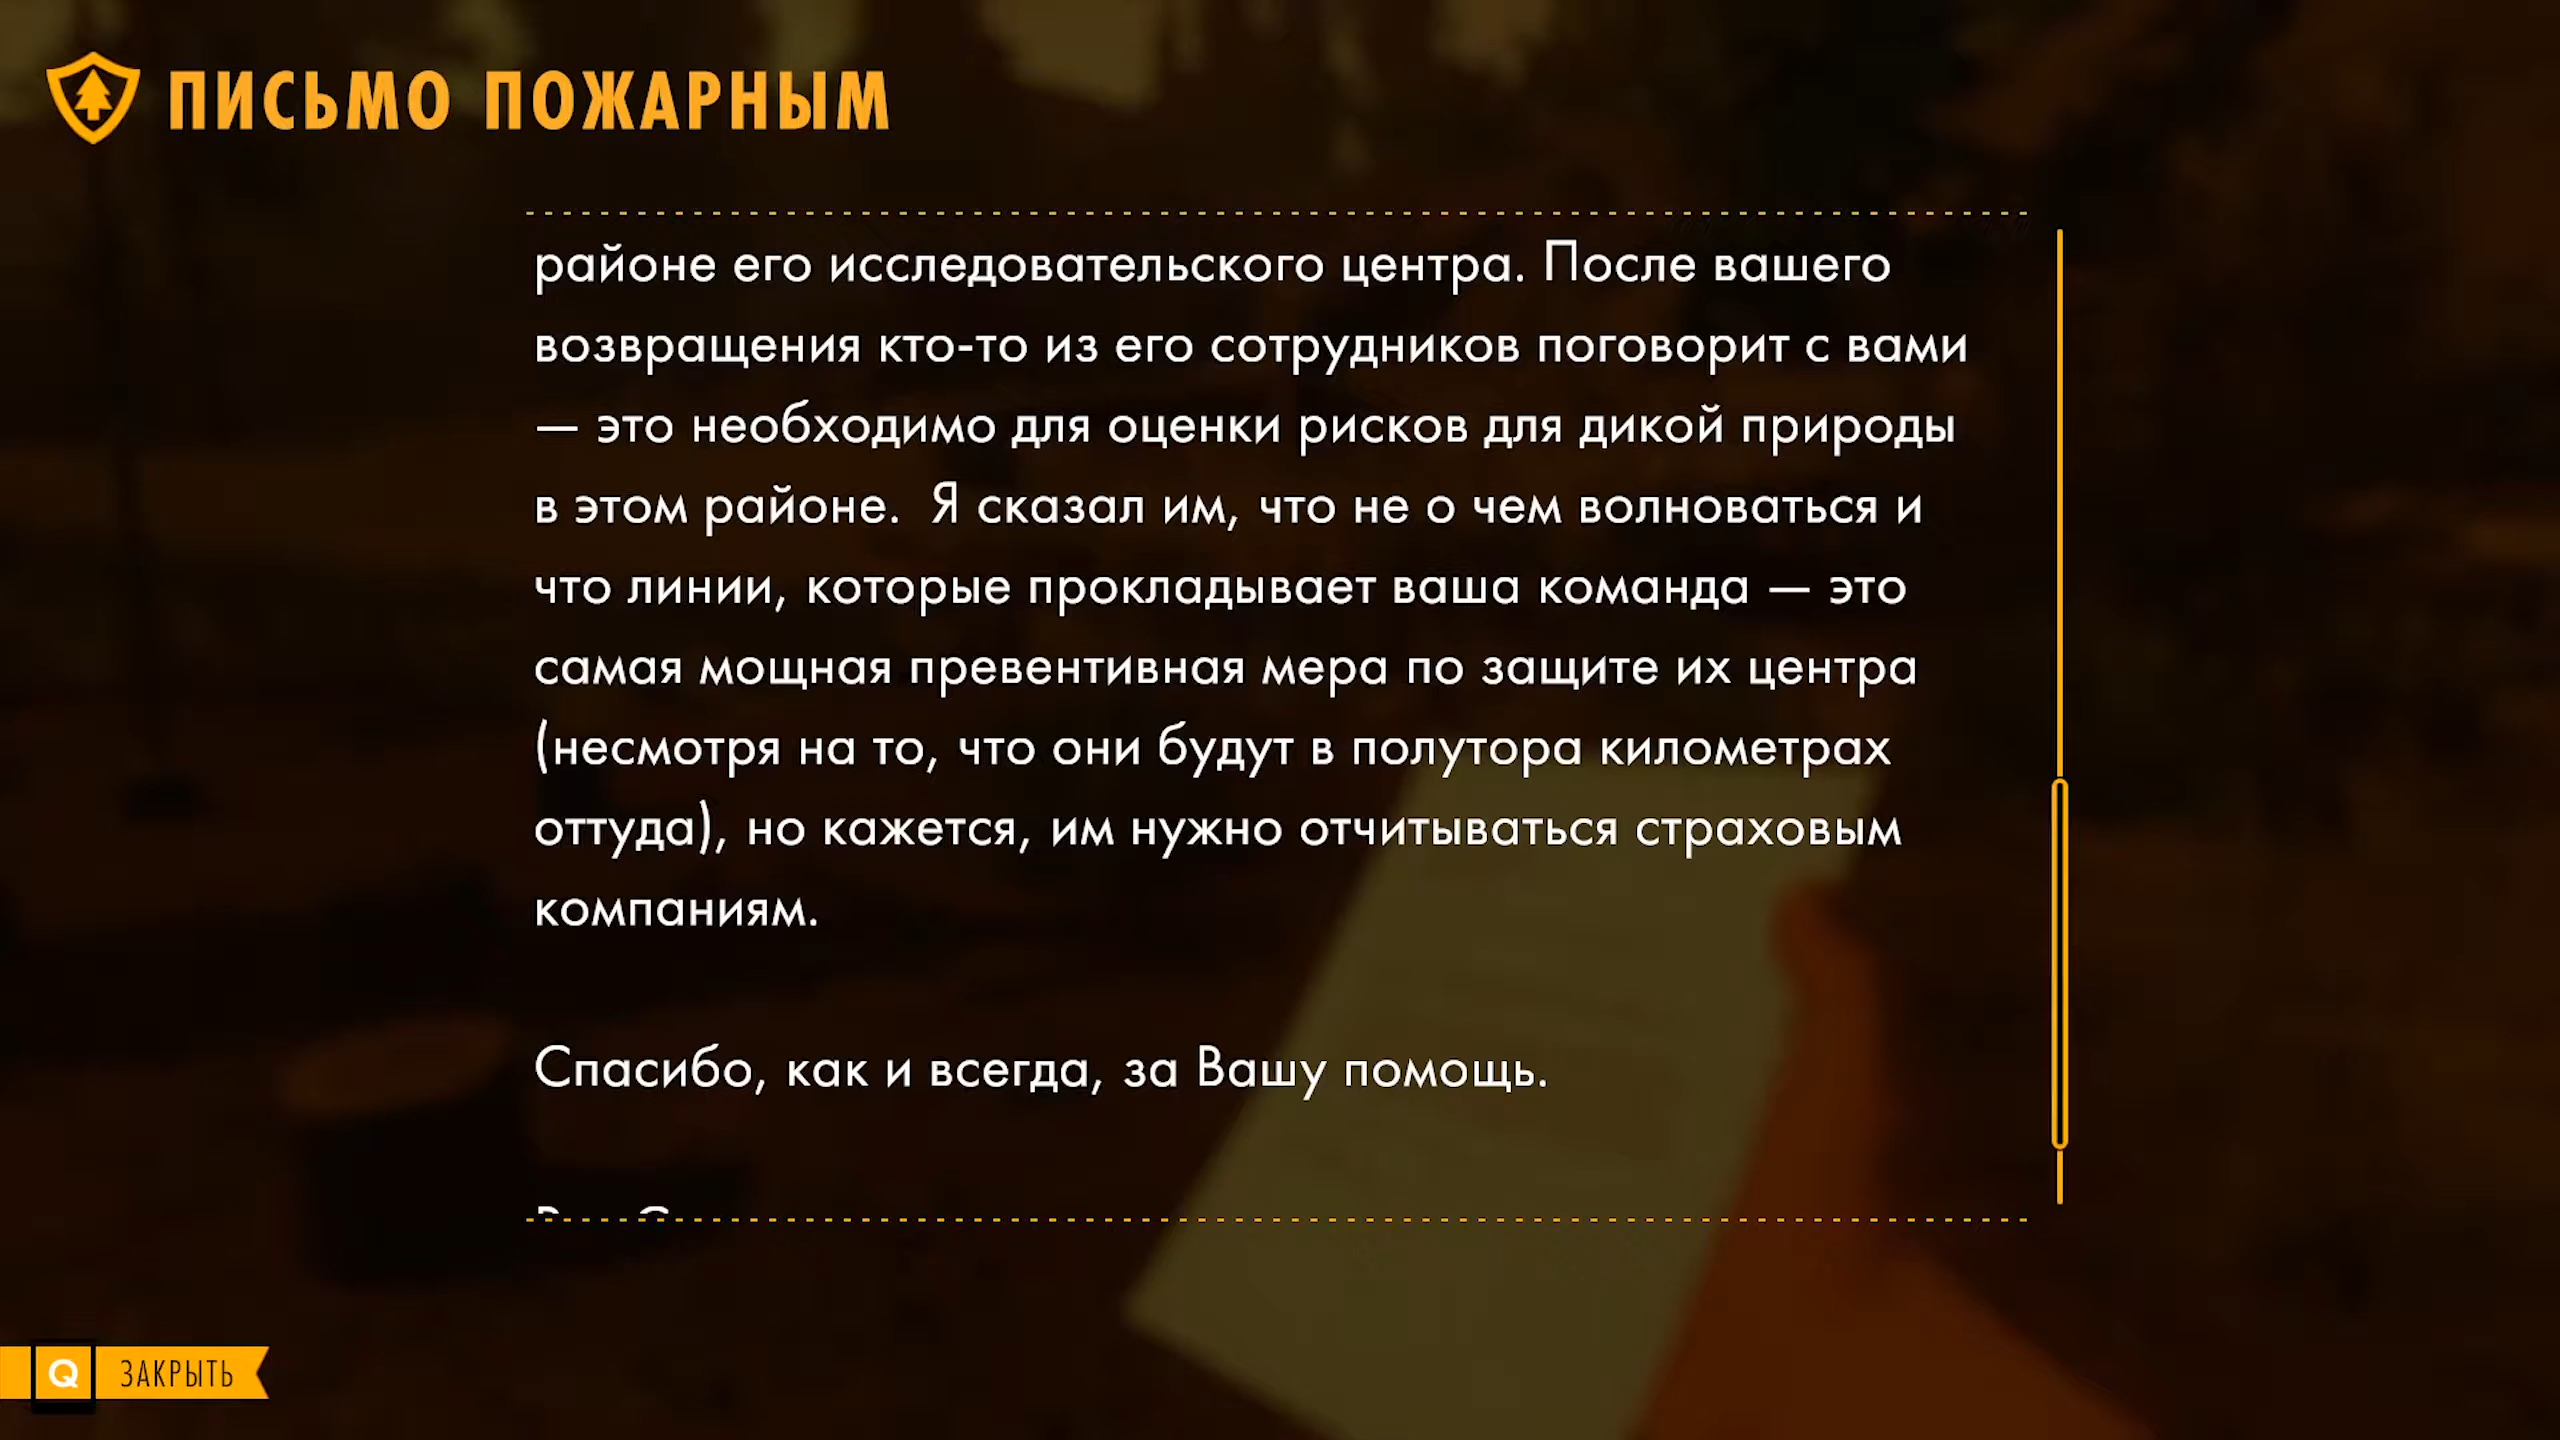 ПИСЬМО ПОЖАРНЫМ
районе его исследовательского центра. После вашего
возвращения кто-то из его сотрудников поговорит с вами
— это необходимо для оценки рисков для дикой природы
в этом районе.  Я сказал им, что не о чем волноваться и
что линии, которые прокладывает ваша команда — это
самая мощная превентивная мера по защите их центра
(несмотря на то, что они будут в полутора километрах
оттуда), но кажется, им нужно отчитываться страховым
компаниям.
Спасибо, как и всегда, за Вашу помощь.
Q ЗАКРЫТЬ